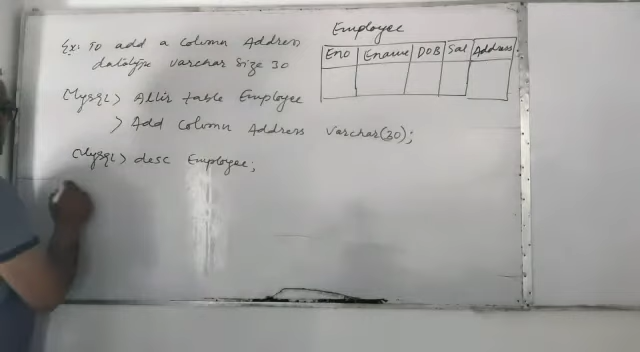 Ex: To add a Column Address
datatype varchar Size 30
Employee
Eno Ename DOB Sal Address
(Mysql> Alter table Employee
> Add Column Address Varchar(30);
(Mysql> desc Employee;